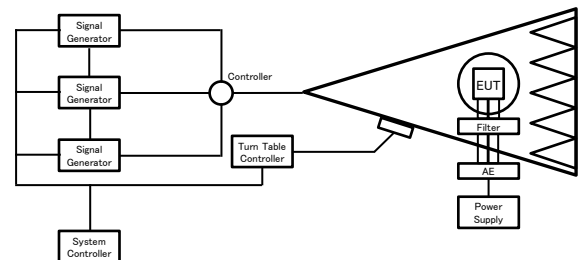 Signal
Generator
Controller
Signal
Generator
EUT
Filter
Signal
Generator
Turn Table
Controller
AE
Power
Supply
System
Controller